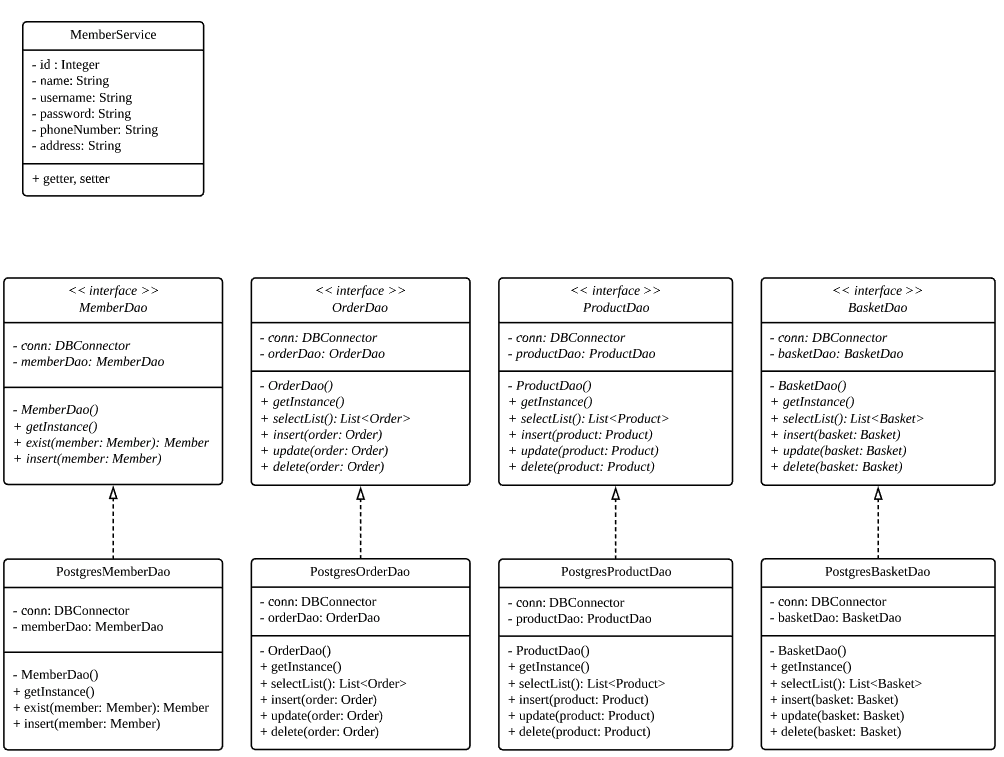 MemberService
- id : Integer
- name: String
- username: String
- password: String
- phoneNumber: String
- address: String
+ getter, setter
<< interface >>
MemberDao
- conn: DBConnector
- memberDao: MemberDao
- MemberDao()
+ getInstance()
+ exist(member: Member): Member
+ insert(member: Member)
<< interface >>
OrderDao
- conn: DBConnector
- orderDao: OrderDao
- OrderDao()
+ getInstance()
+ selectList(): List<Order>
+ insert(order: Order)
+ update(order: Order)
+ delete(order: Order)
<< interface >>
ProductDao
- conn: DBConnector
- productDao: ProductDao
- ProductDao()
+ getInstance()
+ selectList(): List<Product>
+ insert(product: Product)
+ update(product: Product)
+ delete(product: Product)
<< interface >>
BasketDao
- conn: DBConnector
- basketDao: BasketDao
- BasketDao()
+ getInstance()
+ selectList(): List<Basket>
+ insert(basket: Basket)
+ update(basket: Basket)
+ delete(basket: Basket)
PostgresMemberDao
- conn: DBConnector
- memberDao: MemberDao
- MemberDao()
+ getInstance()
+ exist(member: Member): Member
+ insert(member: Member)
PostgresOrderDao
- conn: DBConnector
- orderDao: OrderDao
- OrderDao()
+ getInstance()
+ selectList(): List<Order>
+ insert(order: Order)
+ update(order: Order)
+ delete(order: Order)
PostgresProductDao
- conn: DBConnector
- productDao: ProductDao
- ProductDao()
+ getInstance()
+ selectList(): List<Product>
+ insert(product: Product)
+ update(product: Product)
+ delete(product: Product)
PostgresBasketDao
- conn: DBConnector
- basketDao: BasketDao
- BasketDao()
+ getInstance()
+ selectList(): List<Basket>
+ insert(basket: Basket)
+ update(basket: Basket)
+ delete(basket: Basket)